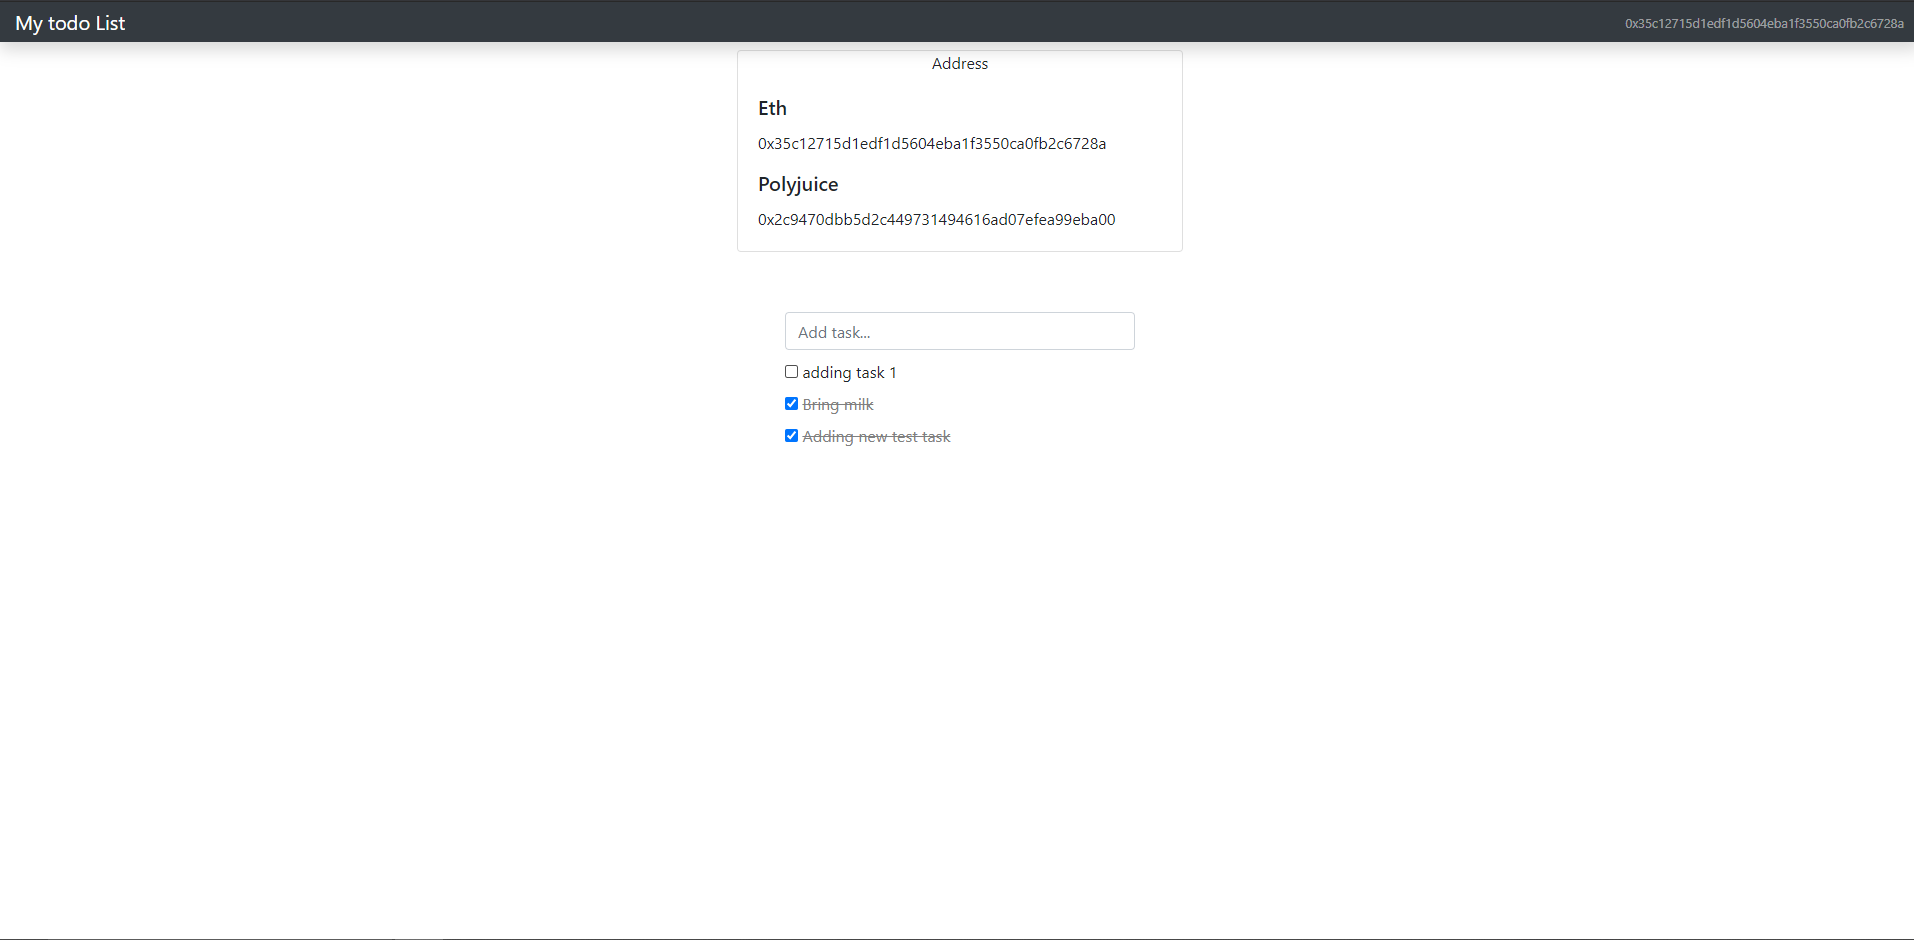 My todo List
0x35c12715d1edf1d5604eba1f3550ca0fb2c6728a
Address
Eth
0x35c12715d1edf1d5604eba1f3550ca0fb2c6728a
Polyjuice
0x2c9470dbb5d2c449731494616ad07efea99eba00
Add task...
adding task 1
Bring milk
Adding new test task